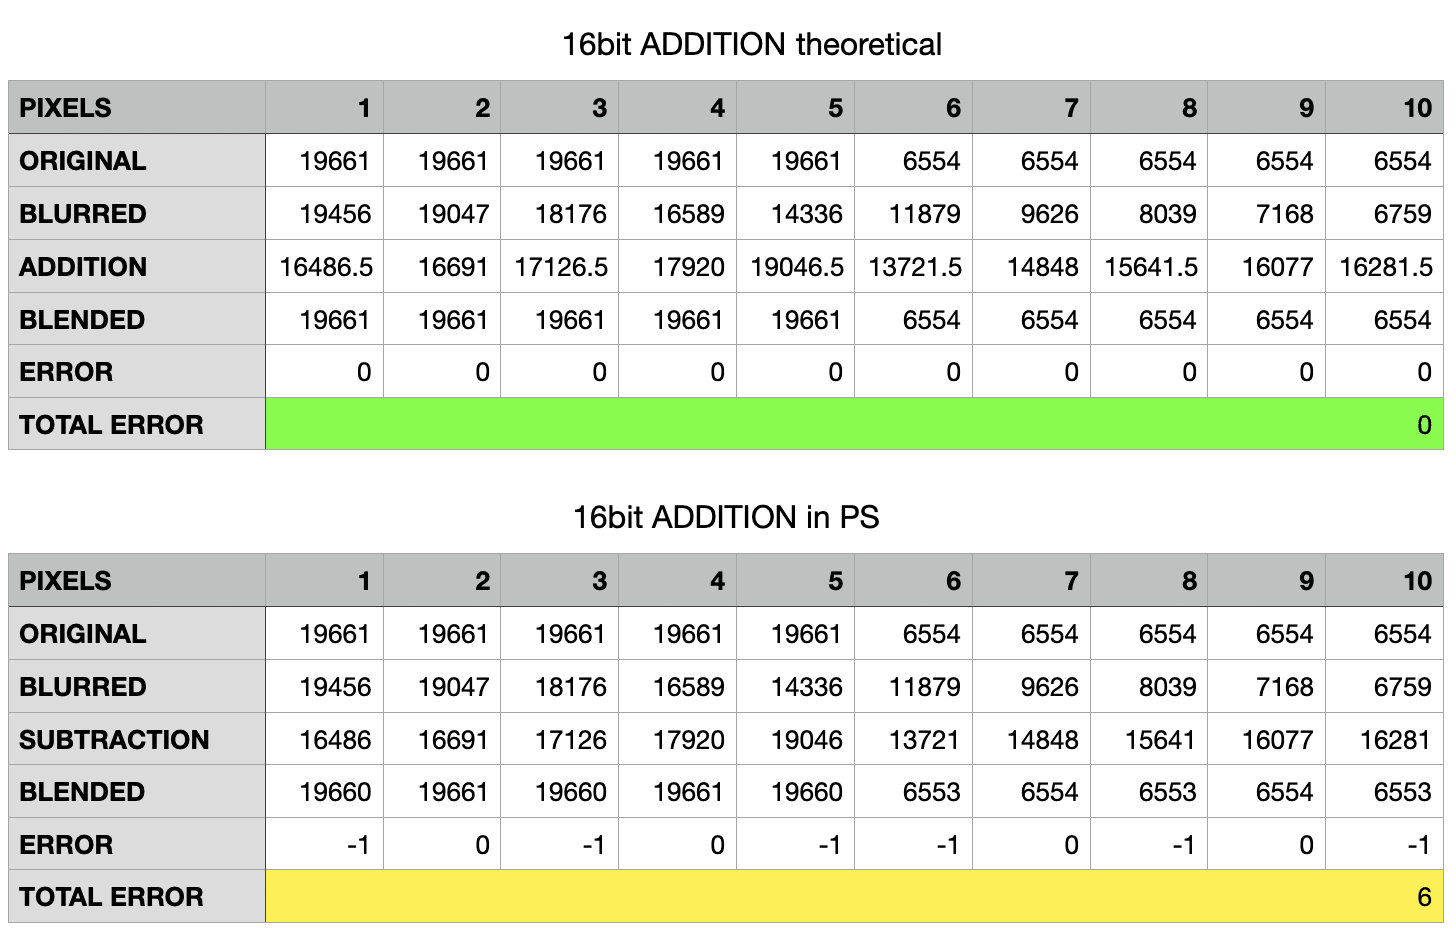 16bit ADDITION theoretical
PIXELS 1 2 3 4 5 6 7 8 9 10
ORIGINAL 19661 19661 19661 19661 19661 6554 6554 6554 6554 6554
BLURRED 19456 19047 18176 16589 14336 11879 9626 8039 7168 6759
ADDITION 16486.5 16691 17126.5 17920 19046.5 13721.5 14848 15641.5 16077 16281.5
BLENDED 19661 19661 19661 19661 19661 6554 6554 6554 6554 6554
ERROR 0 0 0 0 0 0 0 0 0 0
TOTAL ERROR 0
16bit ADDITION in PS
PIXELS 1 2 3 4 5 6 7 8 9 10
ORIGINAL 19661 19661 19661 19661 19661 6554 6554 6554 6554 6554
BLURRED 19456 19047 18176 16589 14336 11879 9626 8039 7168 6759
SUBTRACTION 16486 16691 17126 17920 19046 13721 14848 15641 16077 16281
BLENDED 19660 19661 19660 19661 19660 6553 6554 6553 6554 6553
ERROR -1 0 -1 0 -1 -1 0 -1 0 -1
TOTAL ERROR 6